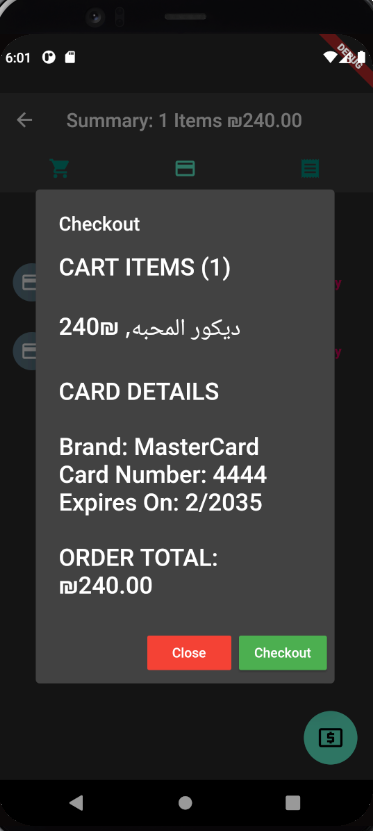 6:01
DEBUG
Summary: 1 Items ₪240.00
Checkout
CART ITEMS (1)
ديكور المحبه, ₪240
CARD DETAILS
Brand: MasterCard
Card Number: 4444
Expires On: 2/2035
ORDER TOTAL:
₪240.00
Close
Checkout